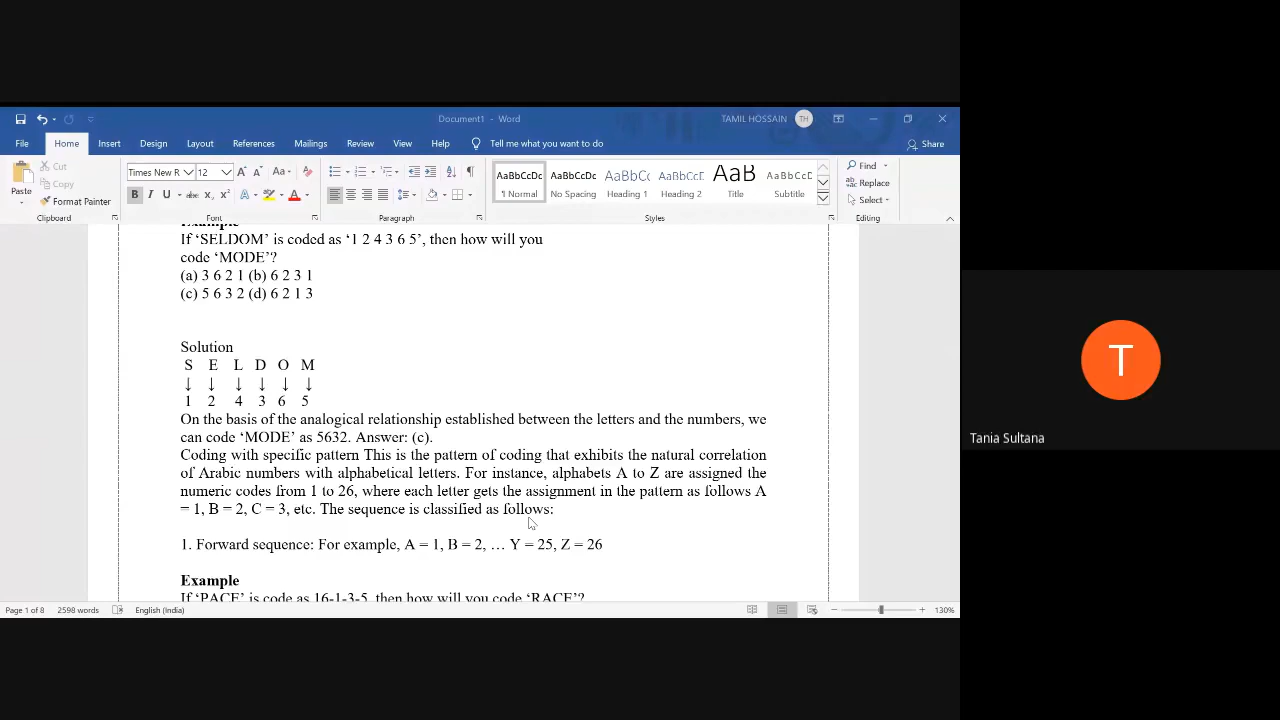 Document1 - Word
TAMIL HOSSAIN
TH
File Home Insert Design Layout References Mailings Review View Help Tell me what you want to do
Share
Paste
Cut
Copy
Format Painter
Clipboard
Times New R 12
Font
Paragraph
AaBbCcDc AaBbCcDc AaBbCc AaBbCcDc AaB AaBbCcDc
¶ Normal No Spacing Heading 1 Heading 2 Title Subtitle
Styles
Find
Replace
Select
Editing
Example
If ‘SELDOM’ is coded as ‘1 2 4 3 6 5’, then how will you
code ‘MODE’?
(a) 3 6 2 1 (b) 6 2 3 1
(c) 5 6 3 2 (d) 6 2 1 3
Solution
S E L D O M
↓ ↓ ↓ ↓ ↓ ↓
1 2 4 3 6 5
On the basis of the analogical relationship established between the letters and the numbers, we
can code ‘MODE’ as 5632. Answer: (c).
Coding with specific pattern This is the pattern of coding that exhibits the natural correlation
of Arabic numbers with alphabetical letters. For instance, alphabets A to Z are assigned the
numeric codes from 1 to 26, where each letter gets the assignment in the pattern as follows A
= 1, B = 2, C = 3, etc. The sequence is classified as follows:
1. Forward sequence: For example, A = 1, B = 2, … Y = 25, Z = 26
Example
If ‘PACE’ is code as 16-1-3-5, then how will you code ‘RACE’?
Page 1 of 8 2598 words English (India)
130%
T
Tania Sultana